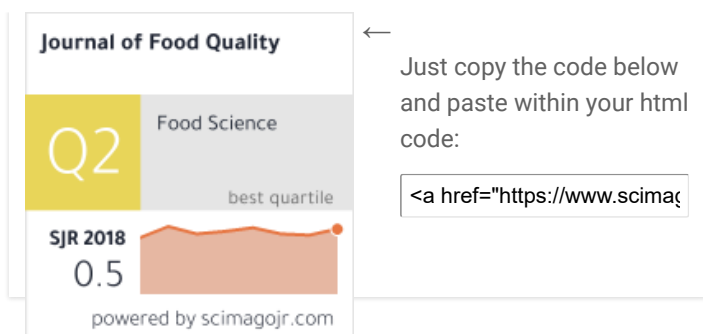 Journal of Food Quality
←
Just copy the code below
and paste within your html
code:
<a href="https://www.scimag
Q2
Food Science
best quartile
SJR 2018
0.5
powered by scimagojr.com